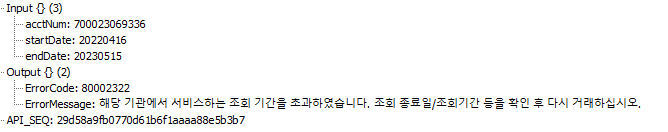 Input {} (3)
acctNum: 700023069336
startDate: 20220416
endDate: 20230515
Output {} (2)
ErrorCode: 80002322
ErrorMessage: 해당 기관에서 서비스하는 조회 기간을 초과하였습니다. 조회 종료일/조회기간 등을 확인 후 다시 거래하십시오.
API_SEQ: 29d58a9fb0770d61b6f1aaaa88e5b3b7